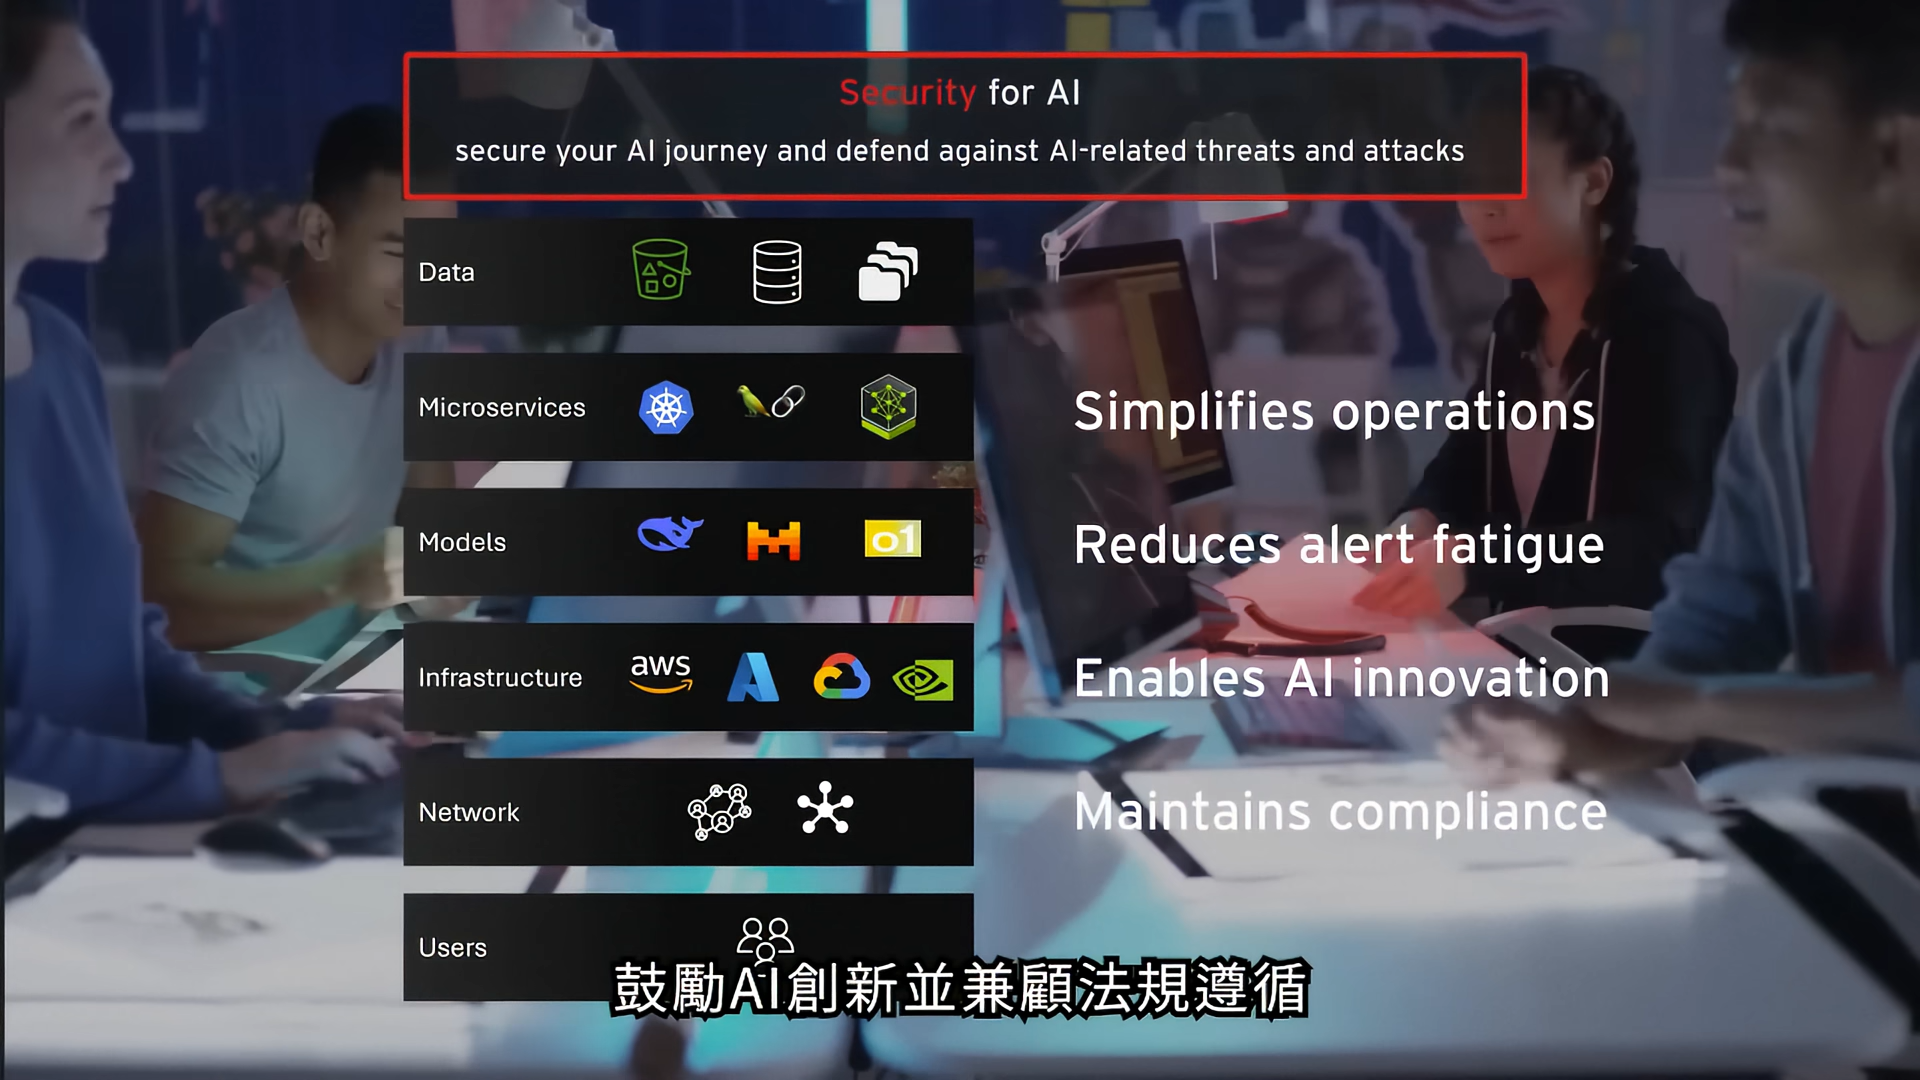 Security for AI
secure your AI journey and defend against AI-related threats and attacks
Data
Microservices
Models
o1
Infrastructure
aws
Network
Users
Simplifies operations
Reduces alert fatigue
Enables AI innovation
Maintains compliance
鼓勵AI創新並兼顧法規遵循